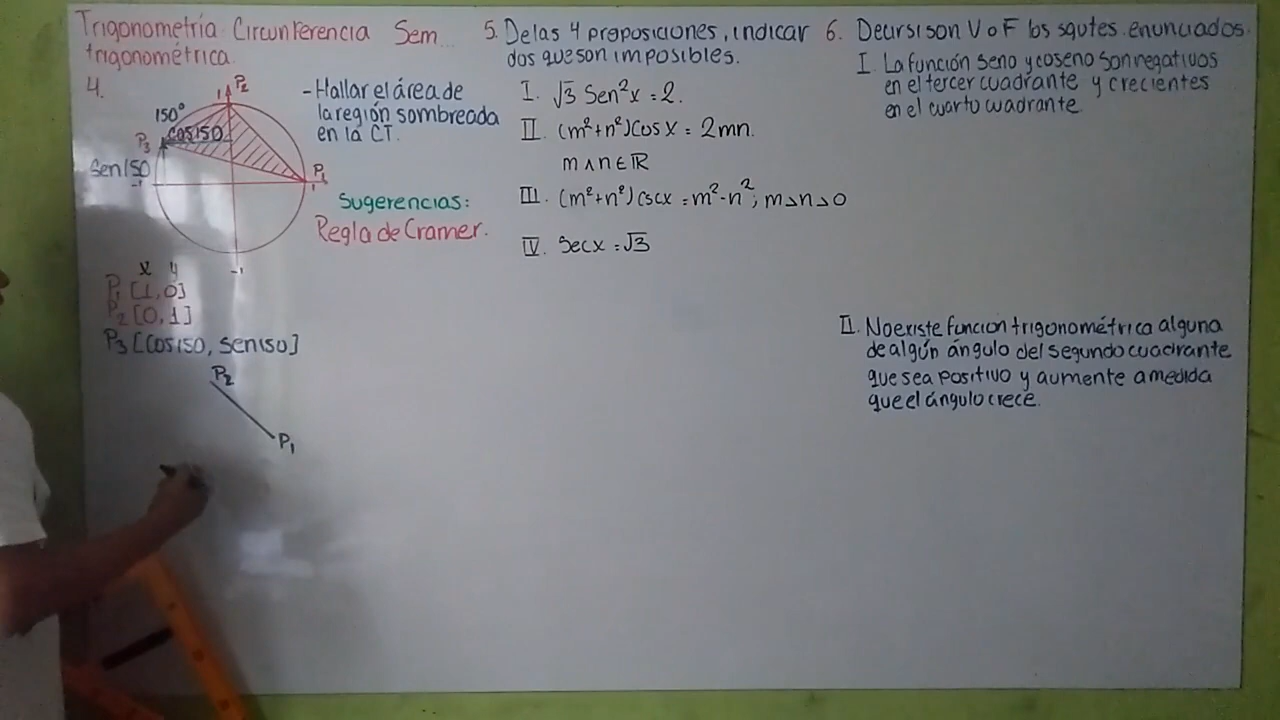 Trigonometría Circunferencia Sem...
trigonométrica.
4.
P2
1
150°
cos150
P3
Sen150
-1
P1
1
-1
- Hallar el área de
la región sombreada
en la CT.
Sugerencias:
Regla de Cramer.
x y
P1 [1,0]
P2 [0,1]
P3 [cos150, sen150]
P2
P1
5. De las 4 proposiciones, indicar
dos que son imposibles.
I. √3 Sen²x = 2.
II. (m²+n²)Cos x = 2mn.
m ∧ n ∈ ℝ
III. (m²+n²)cscx = m²-n²; m>n>0
IV. Secx = √3
6. Decir si son V o F los sgutes. enunciados.
I. La función seno y coseno son negativos
en el tercer cuadrante y crecientes
en el cuarto cuadrante.
II. No existe función trigonométrica alguna
de algún ángulo del segundo cuadrante
que sea positivo y aumente a medida
que el ángulo crece.